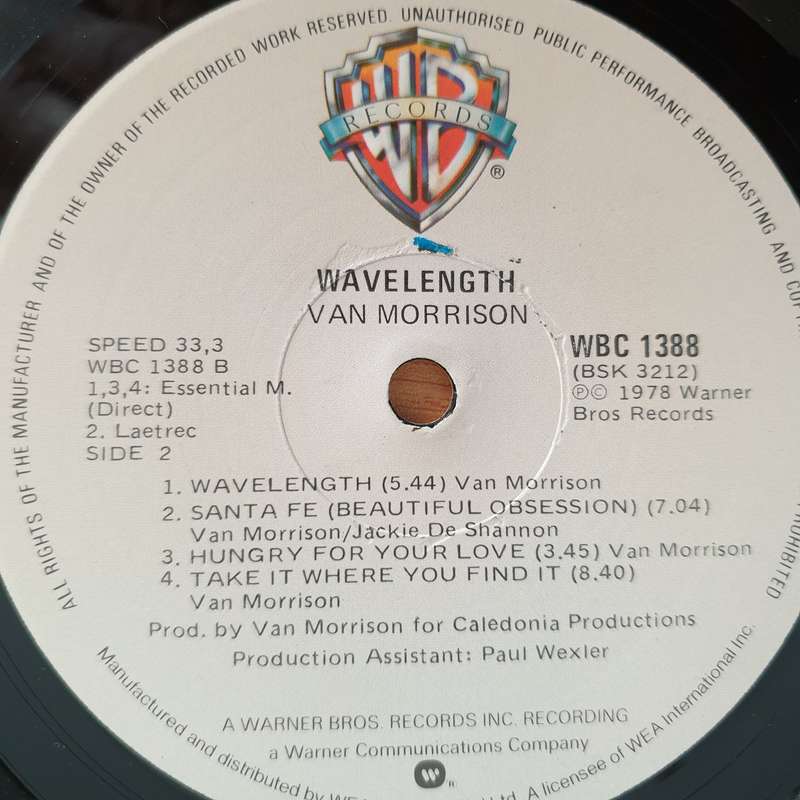 ALL RIGHTS OF THE MANUFACTURER AND OF THE OWNER OF THE RECORDED WORK RESERVED. UNAUTHORISED PUBLIC PERFORMANCE BROADCASTING AND COPY PROHIBITED
WB
RECORDS
®
WAVELENGTH
VAN MORRISON
SPEED 33,3
WBC 1388 B
1,3,4: Essential M.
(Direct)
2. Laetrec
SIDE 2
WBC 1388
(BSK 3212)
℗© 1978 Warner
Bros Records
1. WAVELENGTH (5.44) Van Morrison
2. SANTA FE (BEAUTIFUL OBSESSION) (7.04)
Van Morrison/Jackie De Shannon
3. HUNGRY FOR YOUR LOVE (3.45) Van Morrison
4. TAKE IT WHERE YOU FIND IT (8.40)
Van Morrison
Prod. by Van Morrison for Caledonia Productions
Production Assistant: Paul Wexler
A WARNER BROS. RECORDS INC. RECORDING
a Warner Communications Company
Manufactured and distributed by Ltd. A licensee of WEA International Inc.